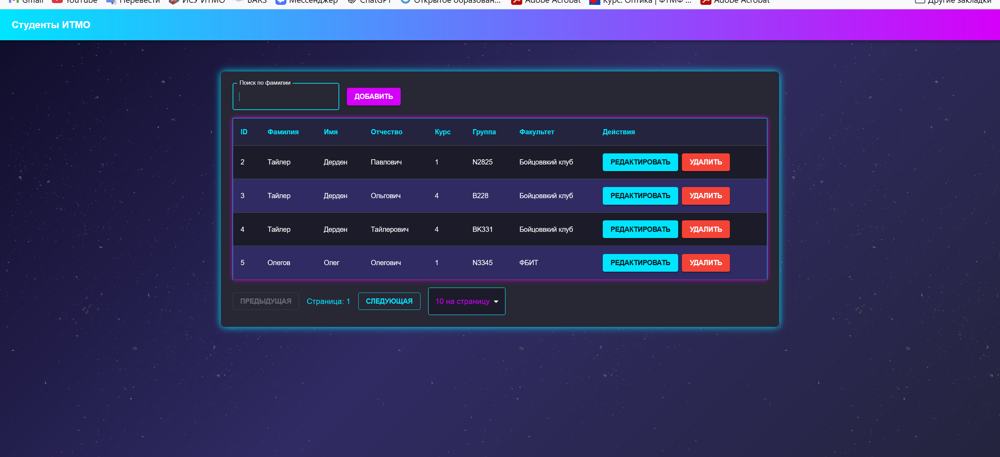 Gmail YouTube Перевести ИСУ ИТМО BARS Мессенджер ChatGPT Открытое образован... Adobe Acrobat Курс: Оптика | ФТМФ ... Adobe Acrobat Другие закладки
Студенты ИТМО
Поиск по фамилии
ДОБАВИТЬ
ID Фамилия Имя Отчество Курс Группа Факультет Действия
2 Тайлер Дерден Павлович 1 N2825 Бойцоввкий клуб РЕДАКТИРОВАТЬ УДАЛИТЬ
3 Тайлер Дерден Ольгович 4 B228 Бойцоввкий клуб РЕДАКТИРОВАТЬ УДАЛИТЬ
4 Тайлер Дерден Тайлерович 4 BK331 Бойцоввкий клуб РЕДАКТИРОВАТЬ УДАЛИТЬ
5 Олегов Олег Олегович 1 N3345 ФБИТ РЕДАКТИРОВАТЬ УДАЛИТЬ
ПРЕДЫДУЩАЯ Страница: 1 СЛЕДУЮЩАЯ 10 на страницу